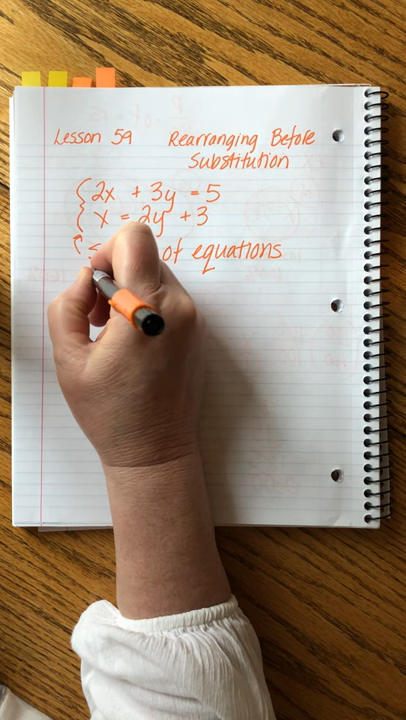 Lesson 59 Rearranging Before
Substitution
2x + 3y = 5
x = 2y + 3
of equations